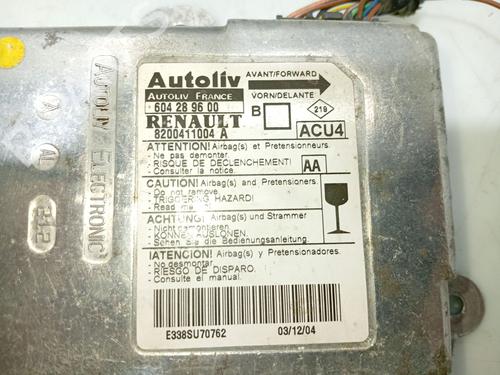 Autoliv
AUTOLIV FRANCE
604 28 96 00
RENAULT
8200411004 A
AVANT/FORWARD
VORN/DELANTE
B
219
ACU4
ATTENTION! Airbag(s) et Pretensionneurs.
- Ne pas demonter.
- RISQUE DE DECLENCHEMENT!
- Consulter la notice.
AA
CAUTION! Airbag(s) and Pretensioners.
- Do not remove.
- TRIGGERING HAZARD!
- Read
ACHTUNG! Airbag(s) und Strammer
- Nicht demontieren.
- KONNEN AUSLOSEN.
- Sehen Sie die Bedienungsanleitung.
!ATENCION! Airbag(s) y Pretensionadores.
- No desmontar.
- RIESGO DE DISPARO.
- Consulte el manual.
E338SU70762
03/12/04
AUTOLIV ELECTRONIC
AL